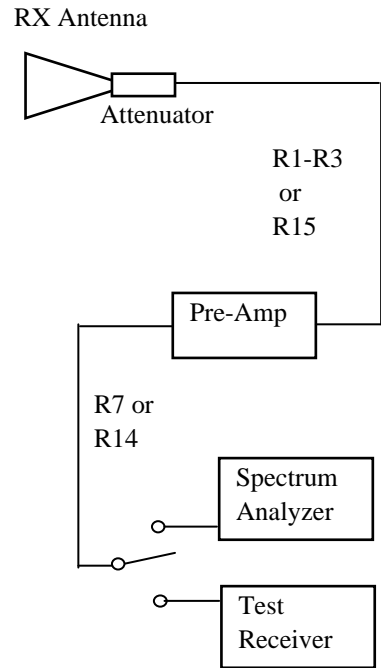 RX Antenna
Attenuator
R1-R3
or
R15
Pre-Amp
R7 or
R14
Spectrum
Analyzer
Test
Receiver